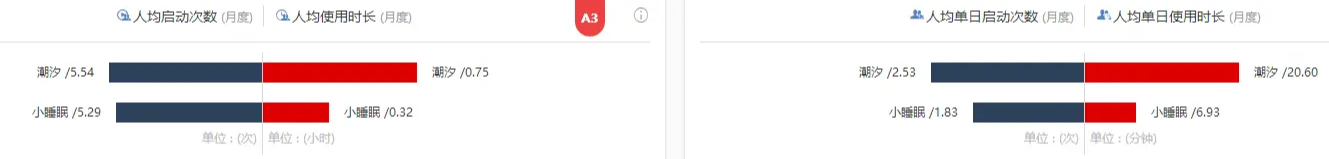 人均启动次数 (月度) 人均使用时长 (月度) A3
潮汐 /5.54 潮汐 /0.75
小睡眠 /5.29 小睡眠 /0.32
单位：(次) 单位：(小时)
人均单日启动次数 (月度) 人均单日使用时长 (月度)
潮汐 /2.53 潮汐 /20.60
小睡眠 /1.83 小睡眠 /6.93
单位：(次) 单位：(分钟)